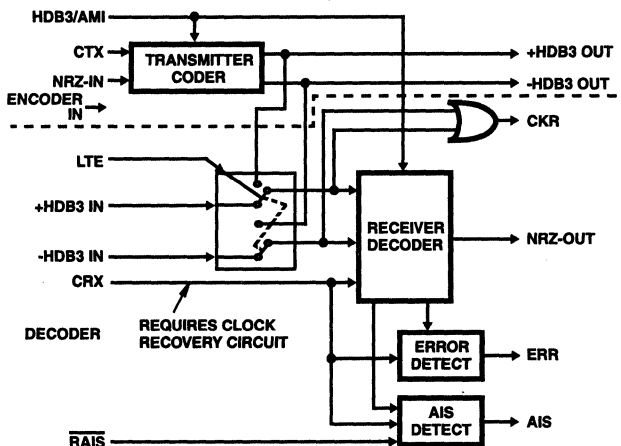 HDB3/AMI
CTX
NRZ-IN
ENCODER
IN
TRANSMITTER
CODER
+HDB3 OUT
-HDB3 OUT
CKR
LTE
+HDB3 IN
-HDB3 IN
CRX
RECEIVER
DECODER
NRZ-OUT
DECODER
REQUIRES CLOCK
RECOVERY CIRCUIT
ERROR
DETECT
ERR
AIS
DETECT
AIS
RAIS